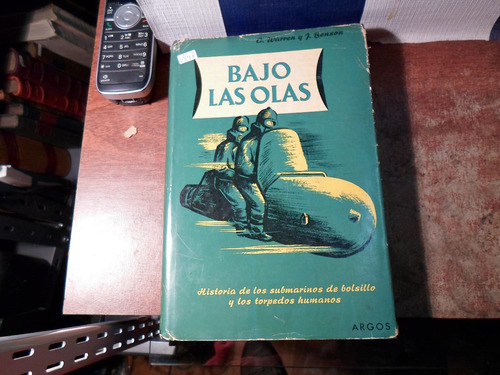 C. Warren y J. Benson
BAJO
LAS OLAS
Historia de los submarinos de bolsillo
y los torpedos humanos
ARGOS